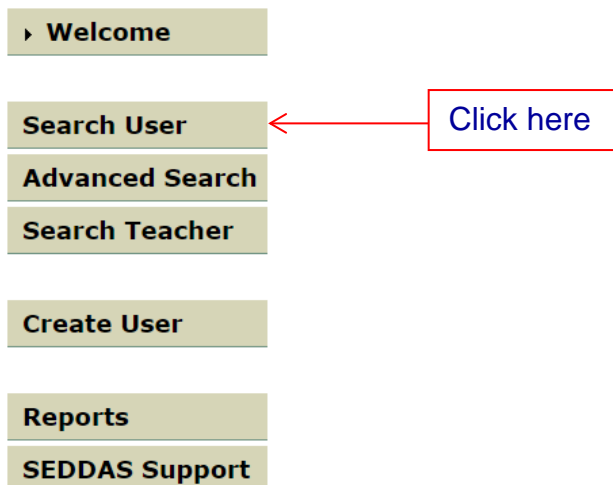 Welcome
Search User
Click here
Advanced Search
Search Teacher
Create User
Reports
SEDDAS Support